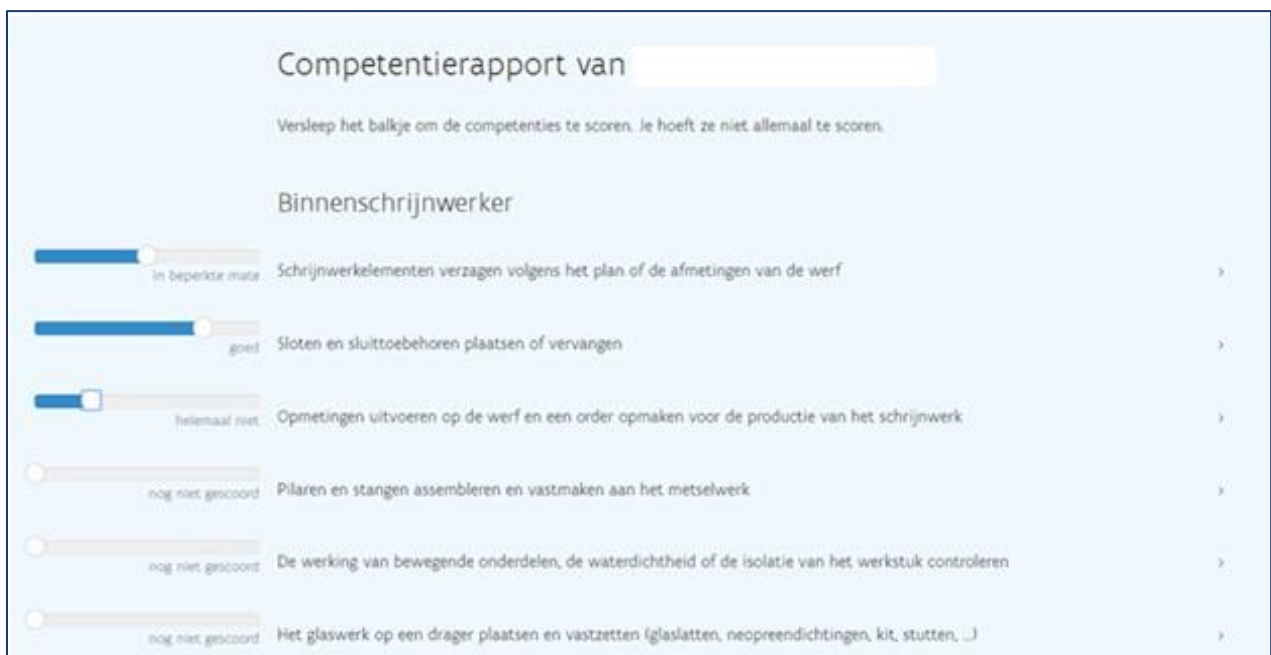 Competentierapport van
Versleep het balkje om de competenties te scoren. Je hoeft ze niet allemaal te scoren.
Binnenschrijnwerker
in beperkte mate
Schrijnwerkelementen verzagen volgens het plan of de afmetingen van de werf
goed
Sloten en sluittoebehoren plaatsen of vervangen
helemaal niet
Opmetingen uitvoeren op de werf en een order opmaken voor de productie van het schrijnwerk
nog niet gescoord
Pilaren en stangen assembleren en vastmaken aan het metselwerk
nog niet gescoord
De werking van bewegende onderdelen, de waterdichtheid of de isolatie van het werkstuk controleren
nog niet gescoord
Het glaswerk op een drager plaatsen en vastzetten (glaslatten, neopreendichtingen, kit, stutten, ...)